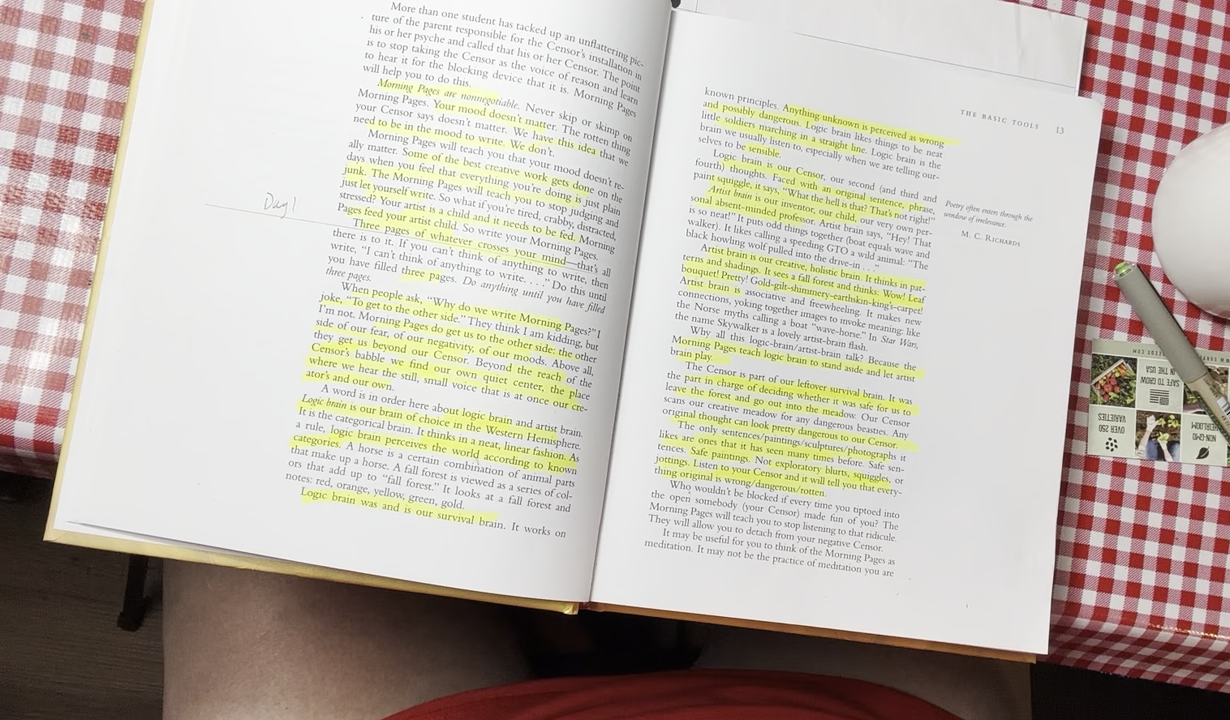 More than one student has tacked up an unflattering pic-
ture of the parent responsible for the Censor's installation in
his or her psyche and called that his or her Censor. The point
is to stop taking the Censor as the voice of reason and learn
to hear it for the blocking device that it is. Morning Pages
will help you to do this.
Morning Pages are nonnegotiable. Never skip or skimp on
Morning Pages. Your mood doesn't matter. The rotten thing
your Censor says doesn't matter. We have this idea that we
need to be in the mood to write. We don't.
Morning Pages will teach you that your mood doesn't re-
ally matter. Some of the best creative work gets done on the
days when you feel that everything you're doing is just plain
junk. The Morning Pages will teach you to stop judging and
just let yourself write. So what if you're tired, crabby, distracted,
stressed? Your artist is a child and it needs to be fed. Morning
Pages feed your artist child. So write your Morning Pages.
Three pages of whatever crosses your mind—that's all
there is to it. If you can't think of anything to write, then
write, "I can't think of anything to write. . . ." Do this until
you have filled three pages. Do anything until you have filled
three pages.
When people ask, "Why do we write Morning Pages?" I
joke, "To get to the other side." They think I am kidding, but
I'm not. Morning Pages do get us to the other side: the other
side of our fear, of our negativity, of our moods. Above all,
they get us beyond our Censor. Beyond the reach of the
Censor's babble we find our own quiet center, the place
where we hear the still, small voice that is at once our cre-
ator's and our own.
A word is in order here about logic brain and artist brain.
Logic brain is our brain of choice in the Western Hemisphere.
It is the categorical brain. It thinks in a neat, linear fashion. As
a rule, logic brain perceives the world according to known
categories. A horse is a certain combination of animal parts
that make up a horse. A fall forest is viewed as a series of col-
ors that add up to "fall forest." It looks at a fall forest and
notes: red, orange, yellow, green, gold.
Logic brain was and is our survival brain. It works on
Day 1
THE BASIC TOOLS 13
known principles. Anything unknown is perceived as wrong
and possibly dangerous. Logic brain likes things to be neat
little soldiers marching in a straight line. Logic brain is the
brain we usually listen to, especially when we are telling our-
selves to be sensible.
Logic brain is our Censor, our second (and third and
fourth) thoughts. Faced with an original sentence, phrase,
paint squiggle, it says, "What the hell is that? That's not right!"
Artist brain is our inventor, our child, our very own per-
sonal absent-minded professor. Artist brain says, "Hey! That
is so neat!" It puts odd things together (boat equals wave and
walker). It likes calling a speeding GTO a wild animal: "The
black howling wolf pulled into the drive-in . . ."
Artist brain is our creative, holistic brain. It thinks in pat-
terns and shadings. It sees a fall forest and thinks: Wow! Leaf
bouquet! Pretty! Gold-gilt-shimmery-earthskin-king's-carpet!
Artist brain is associative and freewheeling. It makes new
connections, yoking together images to invoke meaning: like
the Norse myths calling a boat "wave-horse." In Star Wars,
the name Skywalker is a lovely artist-brain flash.
Why all this logic-brain/artist-brain talk? Because the
Morning Pages teach logic brain to stand aside and let artist
brain play.
The Censor is part of our leftover survival brain. It was
the part in charge of deciding whether it was safe for us to
leave the forest and go out into the meadow. Our Censor
scans our creative meadow for any dangerous beasties. Any
original thought can look pretty dangerous to our Censor.
The only sentences/paintings/sculptures/photographs it
likes are ones that it has seen many times before. Safe sen-
tences. Safe paintings. Not exploratory blurts, squiggles, or
jottings. Listen to your Censor and it will tell you that every-
thing original is wrong/dangerous/rotten.
Who wouldn't be blocked if every time you tiptoed into
the open somebody (your Censor) made fun of you? The
Morning Pages will teach you to stop listening to that ridicule.
They will allow you to detach from your negative Censor.
It may be useful for you to think of the Morning Pages as
meditation. It may not be the practice of meditation you are
Poetry often enters through the
window of irrelevance.
M. C. RICHARDS
SAFE TO GROW
IN THE USA
OVER 250
VARIETIES
NON-GMO
HEIRLOOM